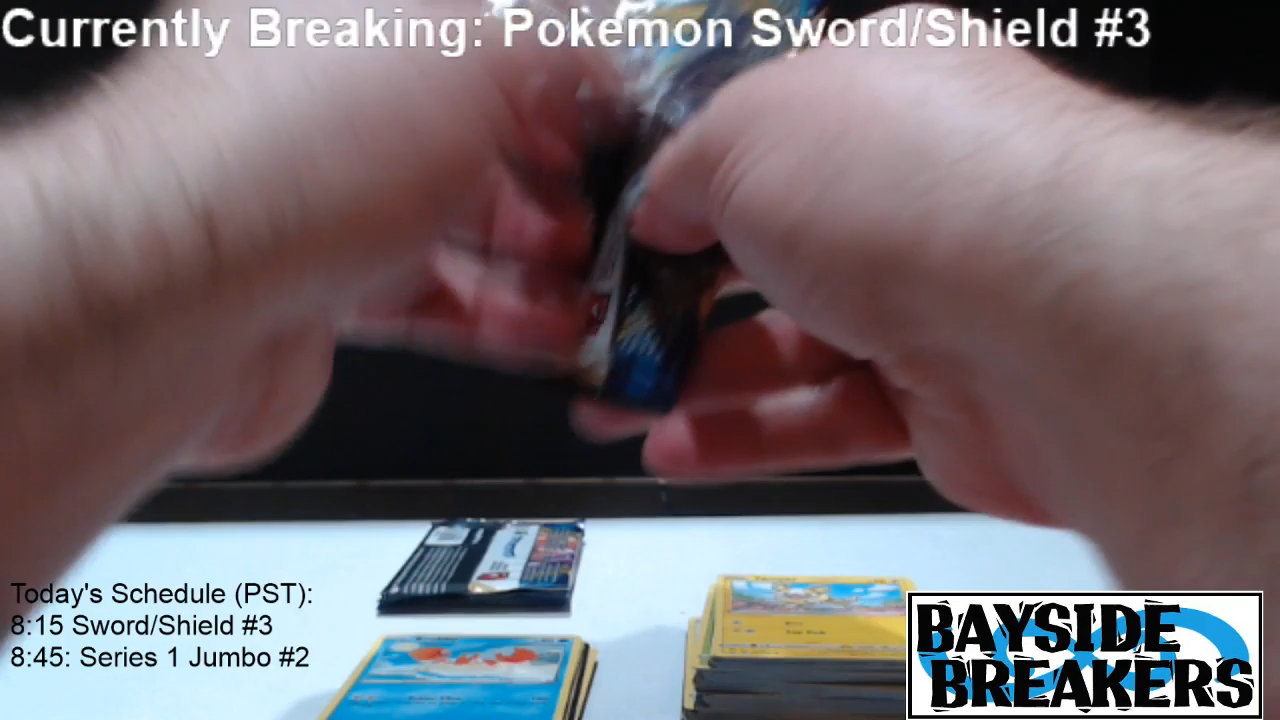 Currently Breaking: Pokemon Sword/Shield #3
Today's Schedule (PST):
8:15 Sword/Shield #3
8:45: Series 1 Jumbo #2
BAYSIDE
BREAKERS